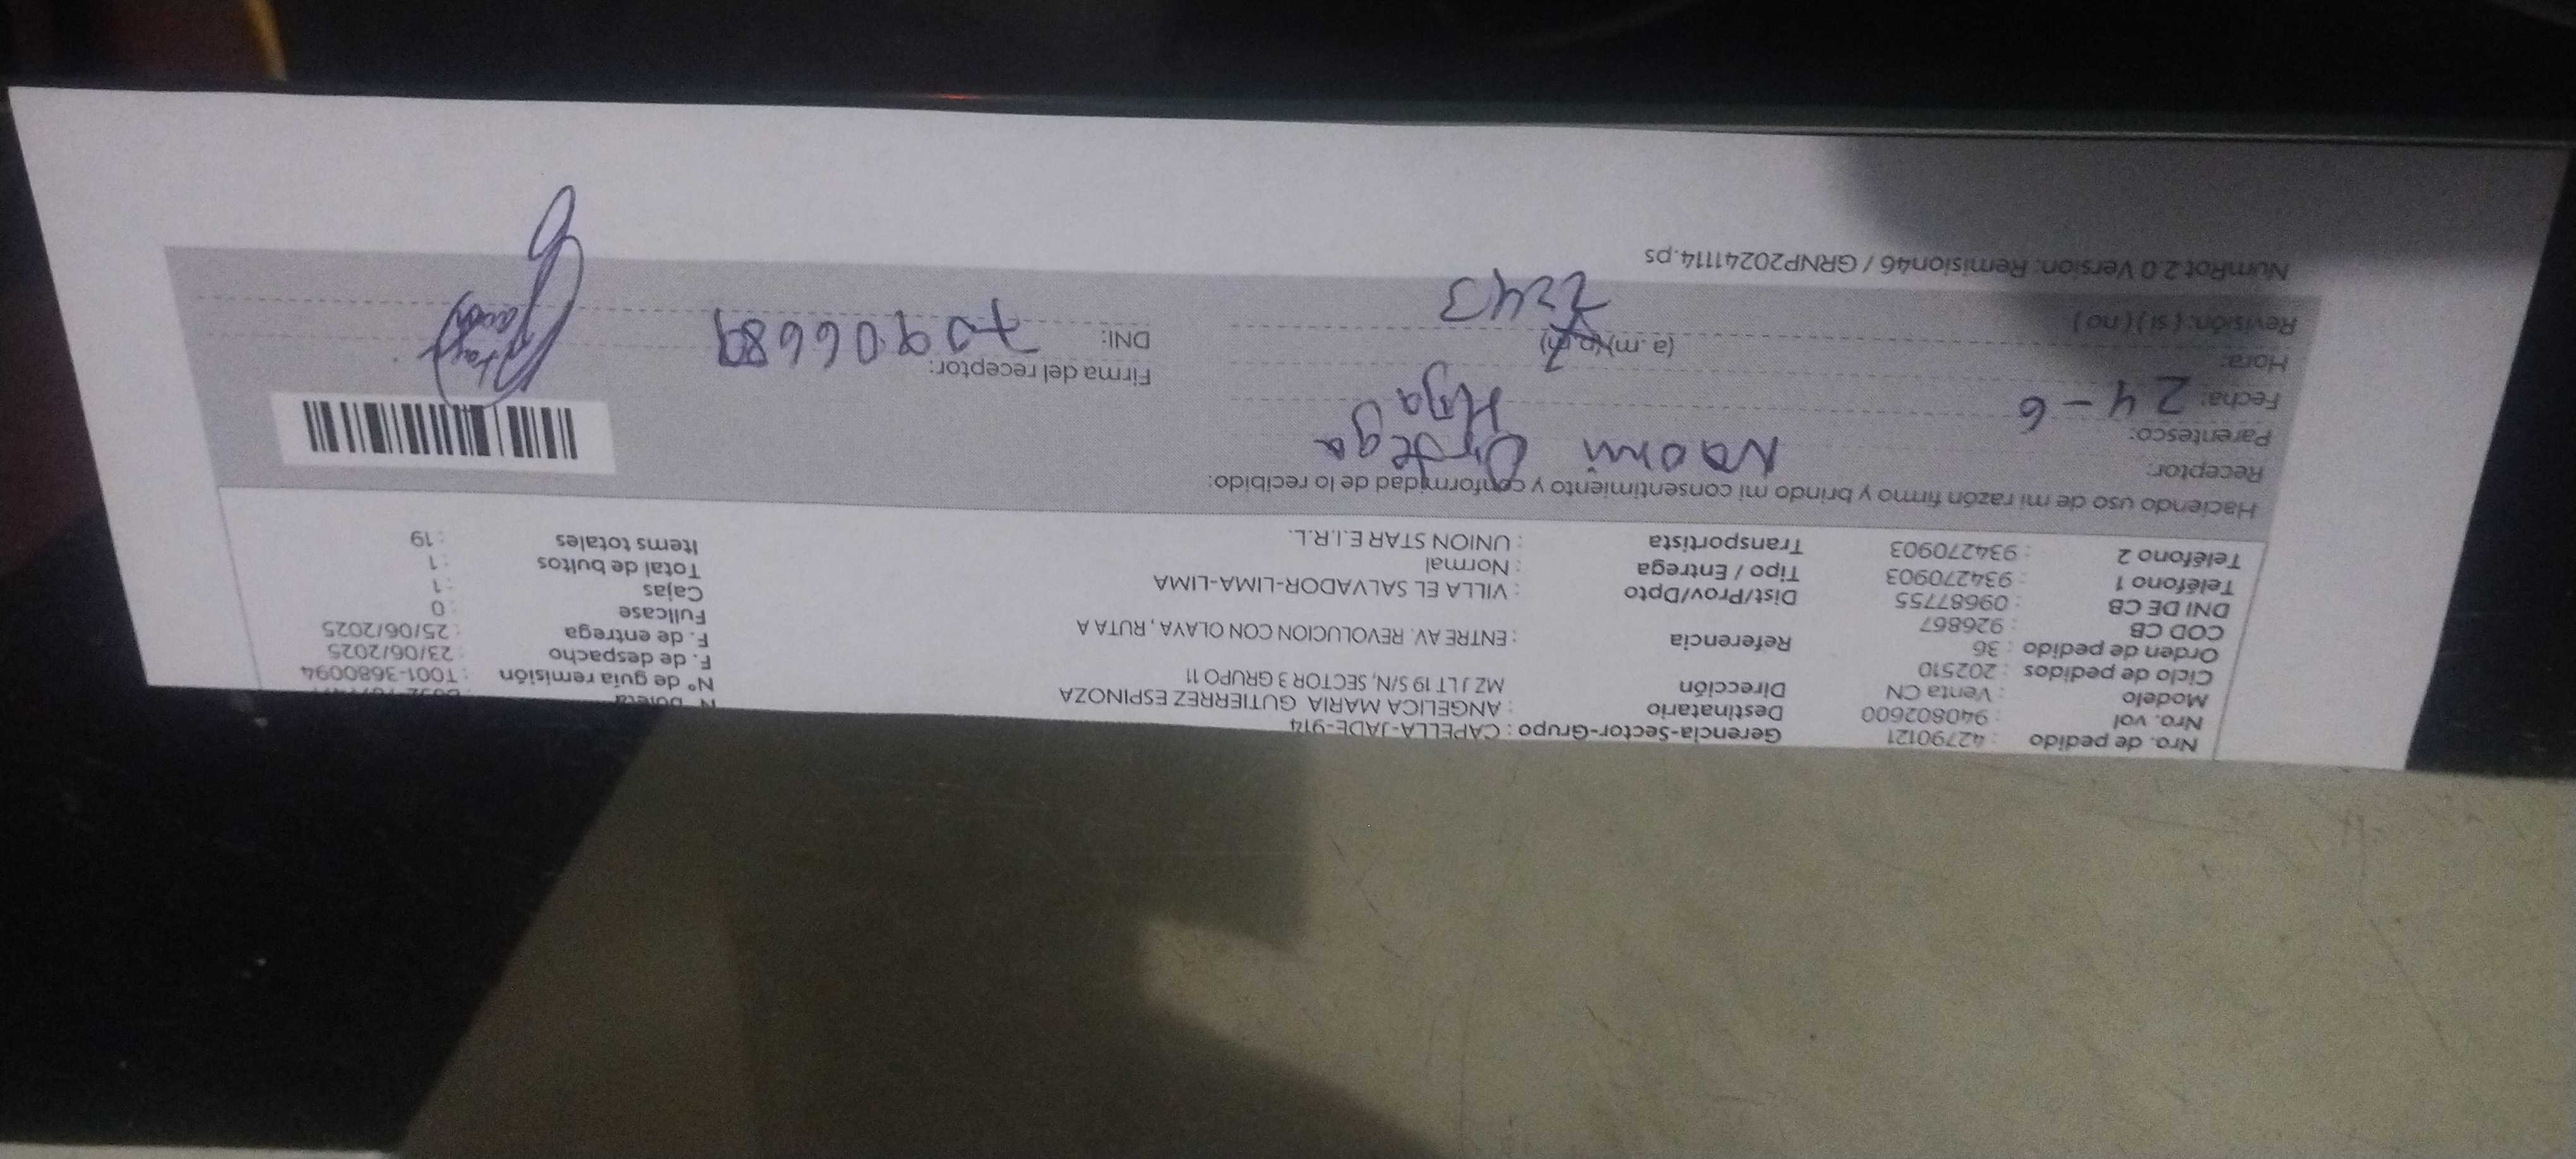 Nro. de pedido : 42790121 Gerencia-Sector-Grupo : CAPELLA-JADE-914
Nro. vol : 940802600 Destinatario : ANGELICA MARIA GUTIERREZ ESPINOZA N° Boleta
Modelo : Venta CN Dirección MZ J LT 19 S/N, SECTOR 3 GRUPO 11 N° de guia remisión : T001-3680094
Ciclo de pedidos : 202510 F. de despacho : 23/06/2025
Orden de pedido : 36 Referencia : ENTRE AV. REVOLUCION CON OLAYA , RUTA A F. de entrega : 25/06/2025
COD CB : 926867 Fullcase : 0
DNI DE CB : 09687755 Dist/Prov/Dpto : VILLA EL SALVADOR-LIMA-LIMA Cajas : 1
Teléfono 1 : 934270903 Tipo / Entrega : Normal Total de bultos : 1
Teléfono 2 : 934270903 Transportista : UNION STAR E.I.R.L. Items totales : 19
Haciendo uso de mi razón firmo y brindo mi consentimiento y conformidad de lo recibido:
Receptor: Naomi Ortega
Parentesco: Hija
Fecha: 24-6 Firma del receptor:
Hora: (a.m)(p.m) DNI: 70906689
Revisión: ( si ) ( no ) 2243
NumRot 2.0 Version: Remision46 / GRNP20241114.ps